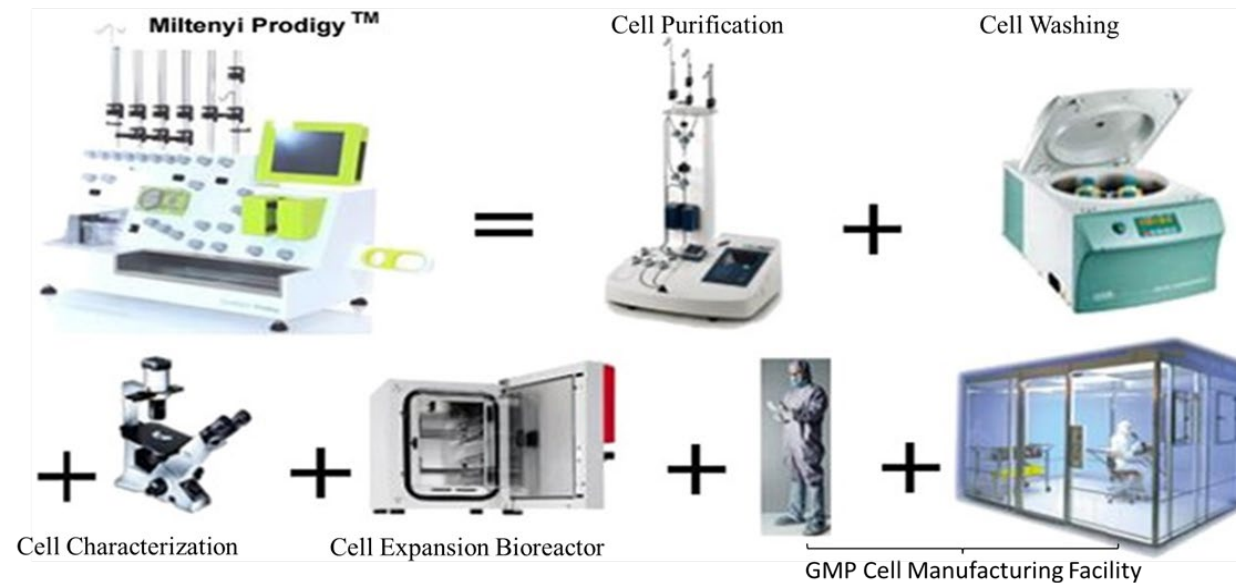 Miltenyi Prodigy ™
Cell Purification
Cell Washing
Cell Characterization
Cell Expansion Bioreactor
GMP Cell Manufacturing Facility